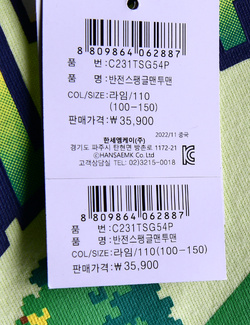 8 809864 062887
품 번: C231TSG54P
품 명: 반전스팽글맨투맨
COL/SIZE: 라임/110
(100-150)
판매가격: ₩ 35,900
2022/11 중국
한세엠케이(주)
경기도 파주시 탄현면 방촌로 1172-21
ⓒHANSAEMK Co. Ltd
고객상담실 TEL. 02)3215-0018
8 809864 062887
품 번: C231TSG54P
품 명: 반전스팽글맨투맨
COL/SIZE: 라임/110(100-150)
판매가격: ₩ 35,900